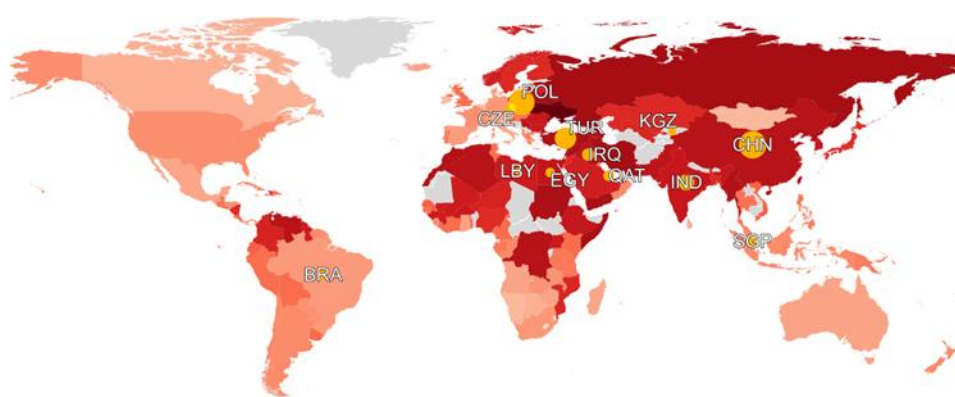 POL
CZE
TUR
KGZ
CHN
IRQ
LBY
EGY
QAT
IND
SGP
BRA